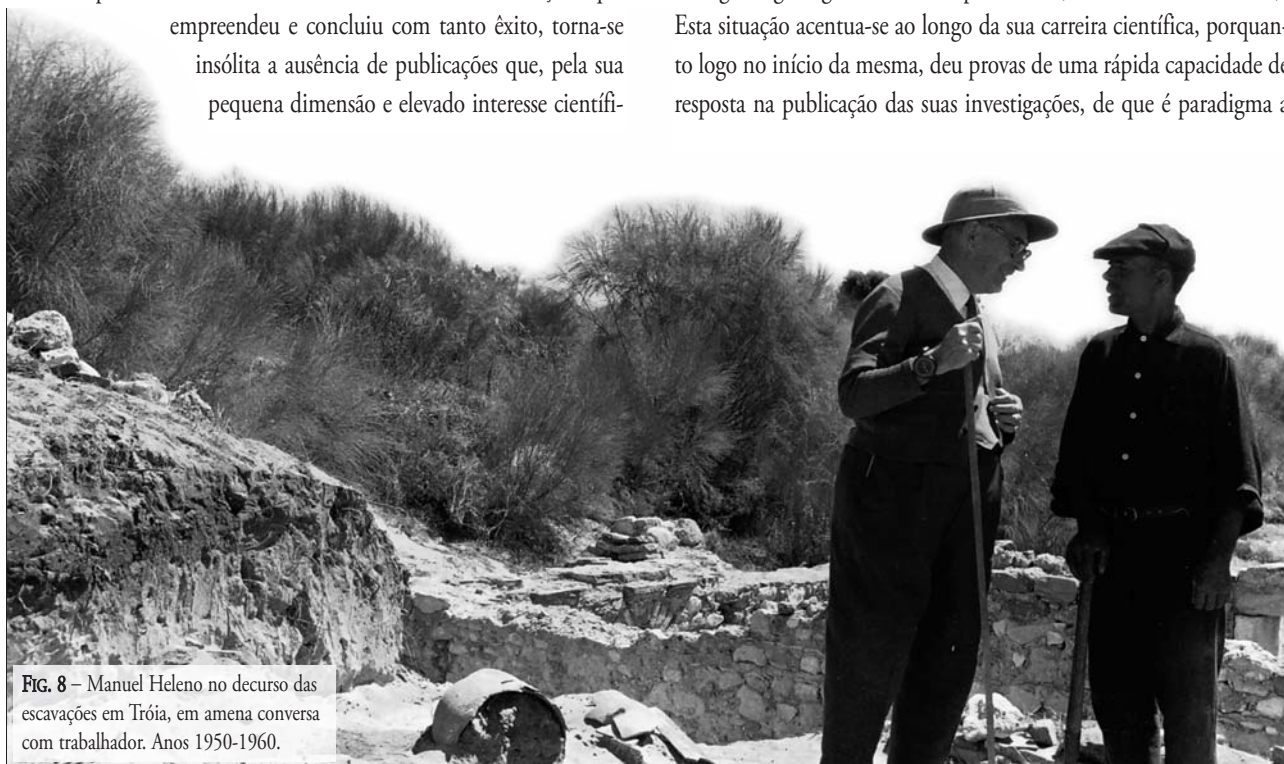 empreendeu e concluiu com tanto êxito, torna-se
insólita a ausência de publicações que, pela sua
pequena dimensão e elevado interesse científi-
Esta situação acentua-se ao longo da sua carreira científica, porquan-
to logo no início da mesma, deu provas de uma rápida capacidade de
resposta na publicação das suas investigações, de que é paradigma a
FIG. 8 – Manuel Heleno no decurso das
escavações em Tróia, em amena conversa
com trabalhador. Anos 1950-1960.